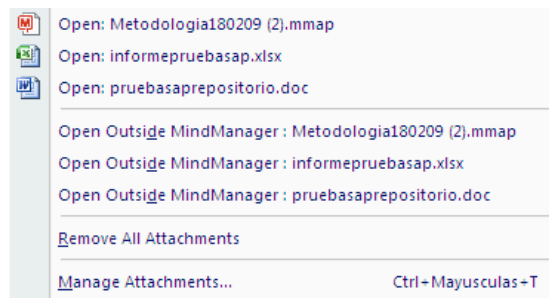 Open: Metodologia180209 (2).mmap
Open: informepruebasap.xlsx
Open: pruebasaprepositorio.doc
Open Outside MindManager : Metodologia180209 (2).mmap
Open Outside MindManager : informepruebasap.xlsx
Open Outside MindManager : pruebasaprepositorio.doc
Remove All Attachments
Manage Attachments... Ctrl+Mayusculas+T